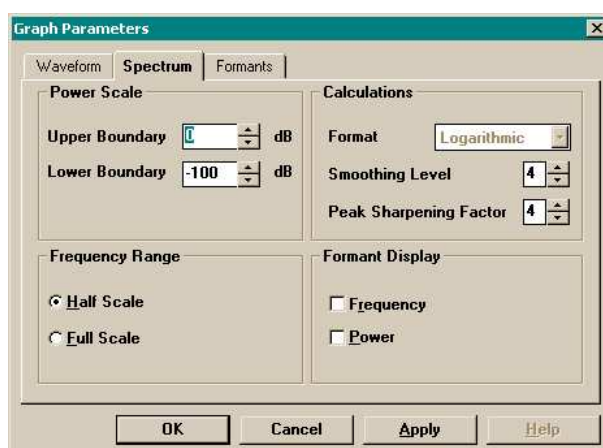 Graph Parameters
Waveform Spectrum Formants
Power Scale
Upper Boundary 0 dB
Lower Boundary -100 dB
Calculations
Format Logarithmic
Smoothing Level 4
Peak Sharpening Factor 4
Frequency Range
Half Scale
Full Scale
Formant Display
Frequency
Power
OK Cancel Apply Help